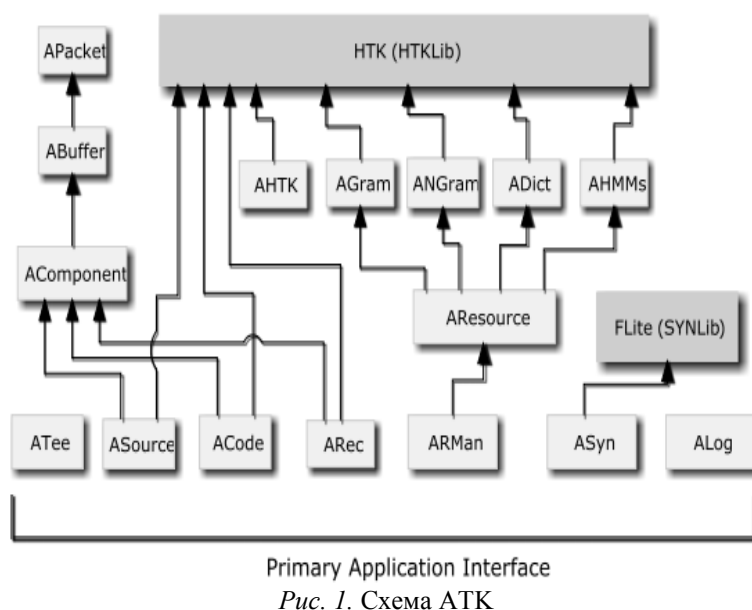 APacket
HTK (HTKLib)
ABuffer
AHTK
AGram
ANGram
ADict
AHMMs
AComponent
AResource
FLite (SYNLib)
ATee
ASource
ACode
ARec
ARMan
ASyn
ALog
Primary Application Interface
Рис. 1. Схема ATK